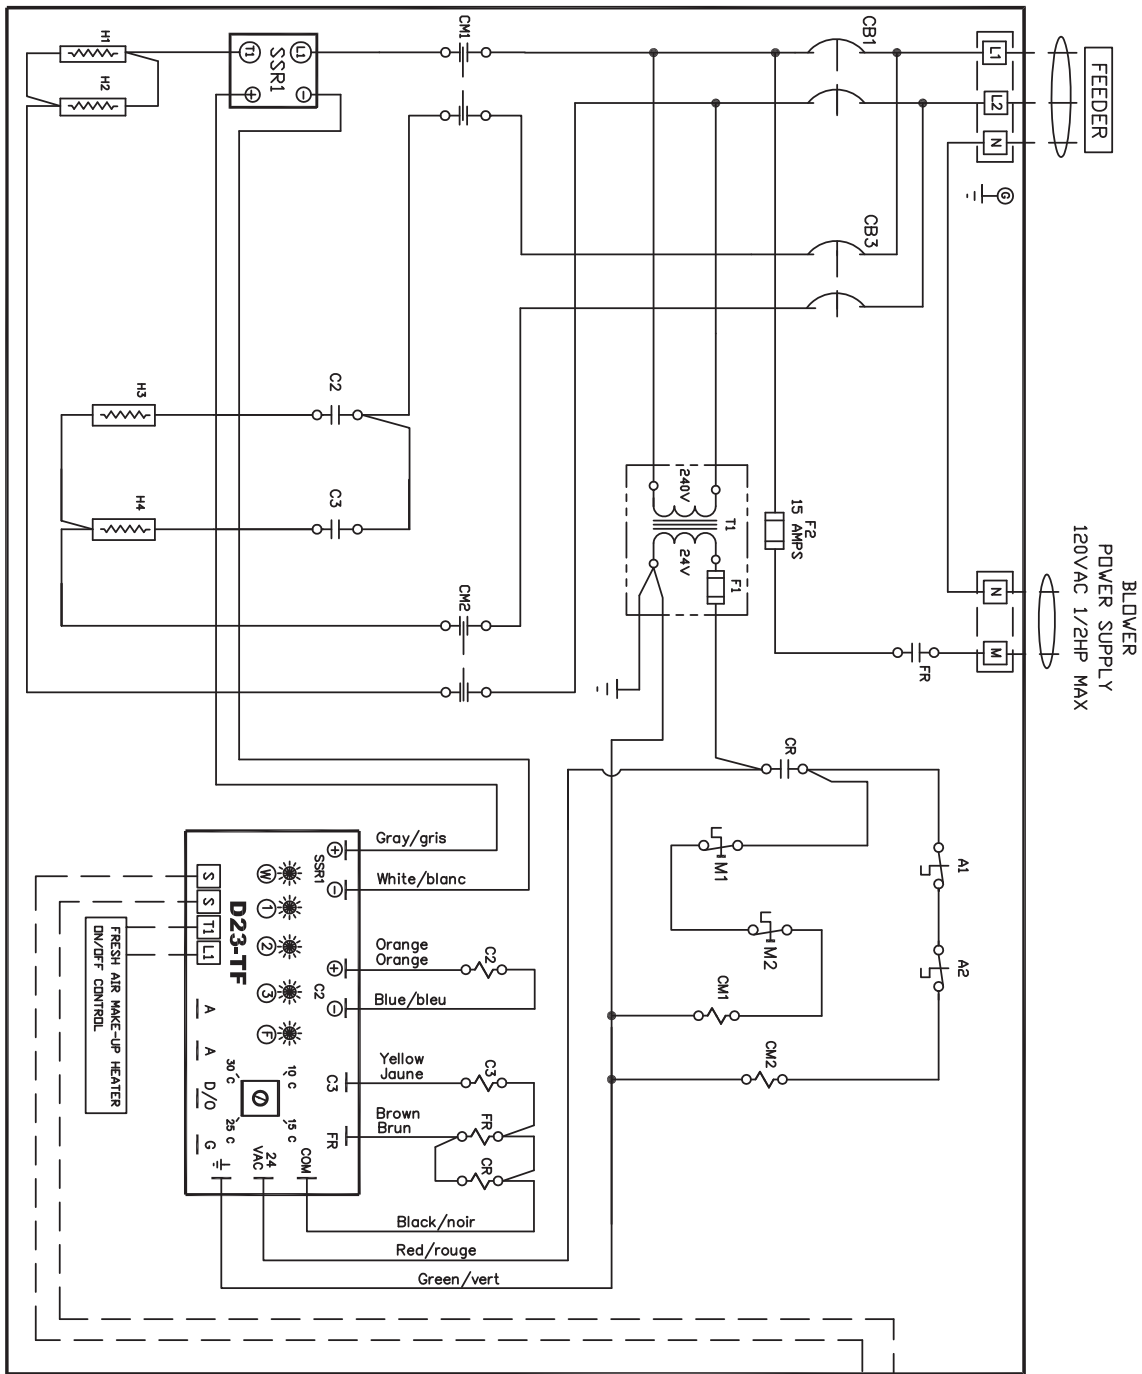 FEEDER
L1
L2
N
G
CB1
CB3
CM1
SSR1
L1
T1
+
-
H1
H2
C2
H3
C3
H4
CM2
240V
T1
24V
F1
F2
15 AMPS
BLOWER
POWER SUPPLY
120VAC 1/2HP MAX
N
M
FR
CR
A1
A2
M1
M2
CM1
CM2
D23-TF
SSR1
+
-
W
1
2
3
F
S
S
T1
L1
C2
+
-
C3
FR
A
A
D/O
G
30 C
10 C
25 C
15 C
24
VAC
COM
Gray/gris
White/blanc
Orange
Orange
C2
Blue/bleu
Yellow
Jaune
C3
Brown
Brun
FR
CR
Black/noir
Red/rouge
Green/vert
FRESH AIR MAKE-UP HEATER
ON/OFF CONTROL